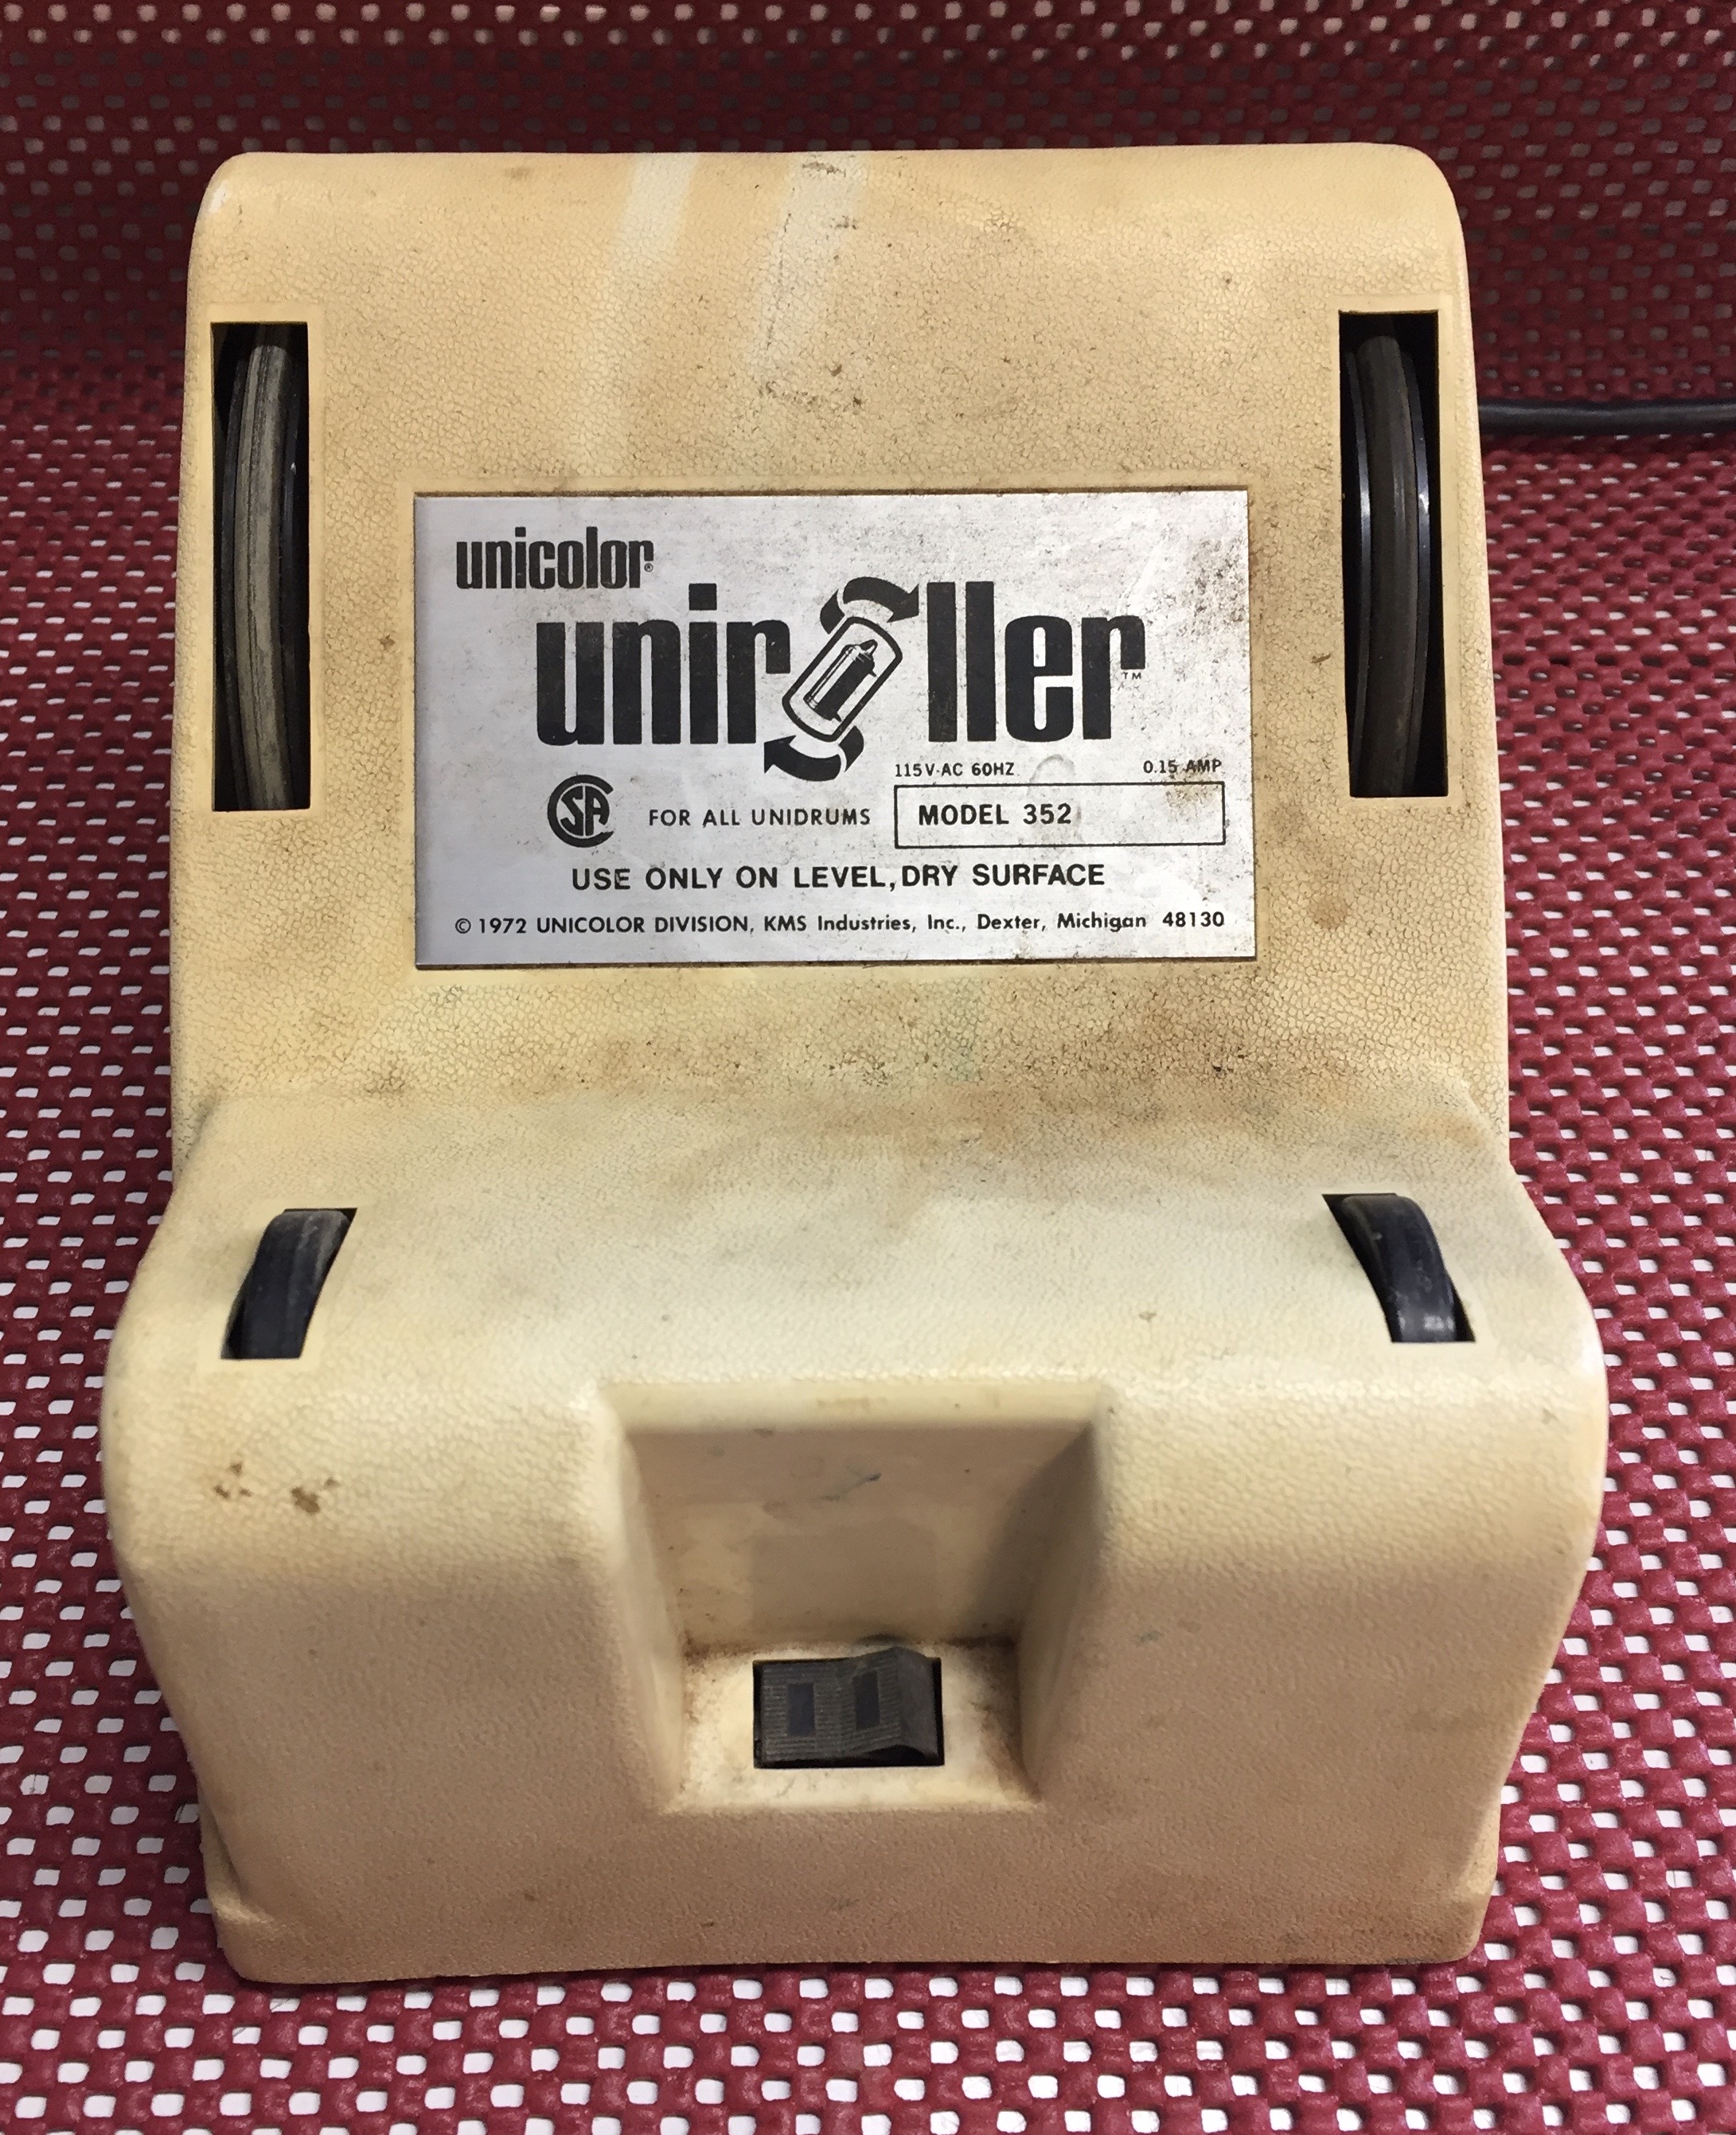 unicolor®
uniroller™
115V-AC 60HZ 0.15 AMP
CSA FOR ALL UNIDRUMS MODEL 352
USE ONLY ON LEVEL, DRY SURFACE
© 1972 UNICOLOR DIVISION, KMS Industries, Inc., Dexter, Michigan 48130